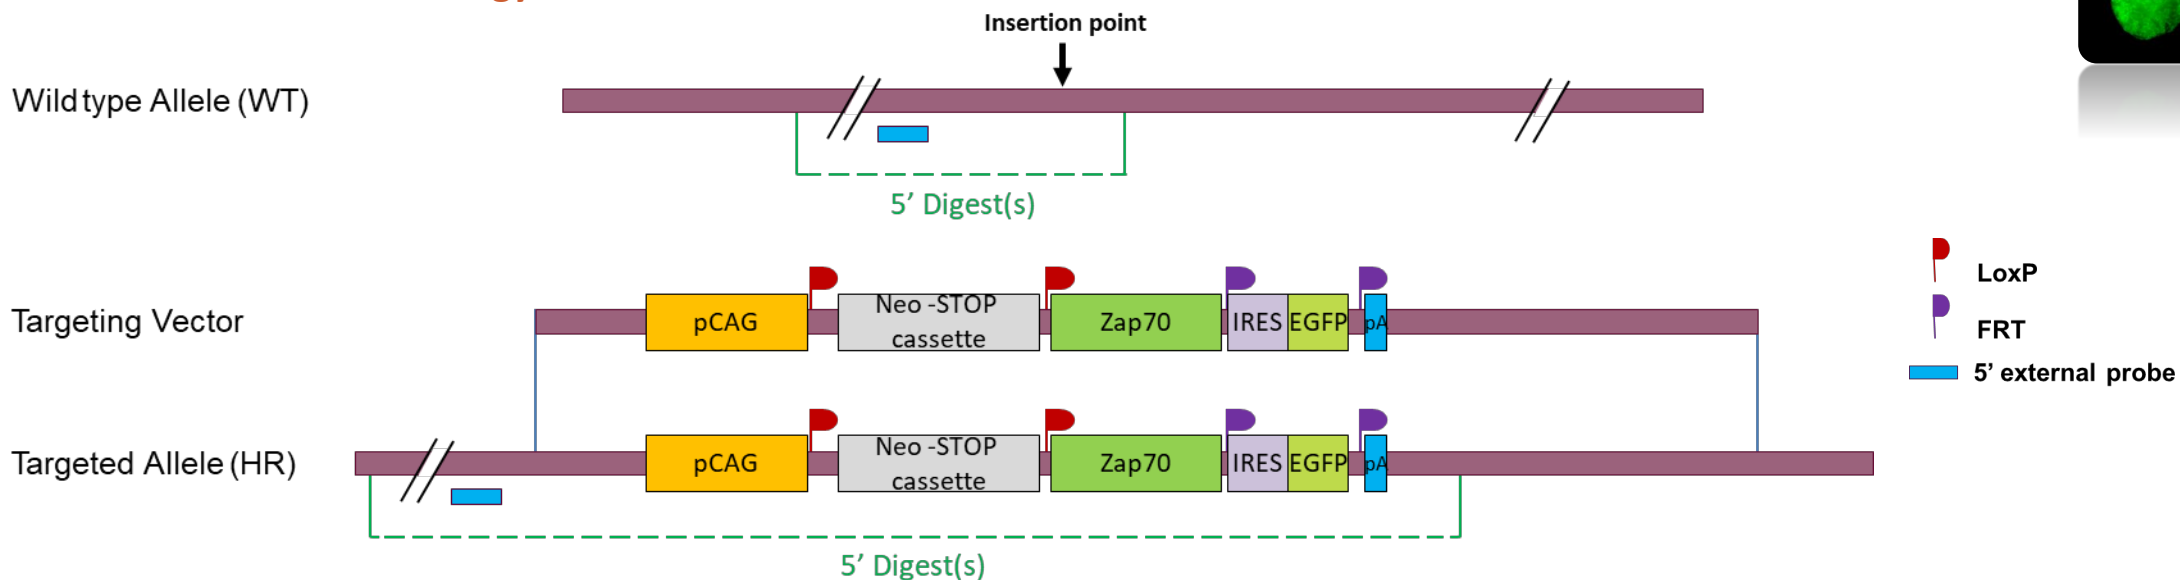 Insertion point
Wild type Allele (WT)
5’ Digest(s)
Targeting Vector
pCAG
Neo -STOP
cassette
Zap70
IRES
EGFP
pA
LoxP
FRT
5’ external probe
Targeted Allele (HR)
pCAG
Neo -STOP
cassette
Zap70
IRES
EGFP
pA
5’ Digest(s)